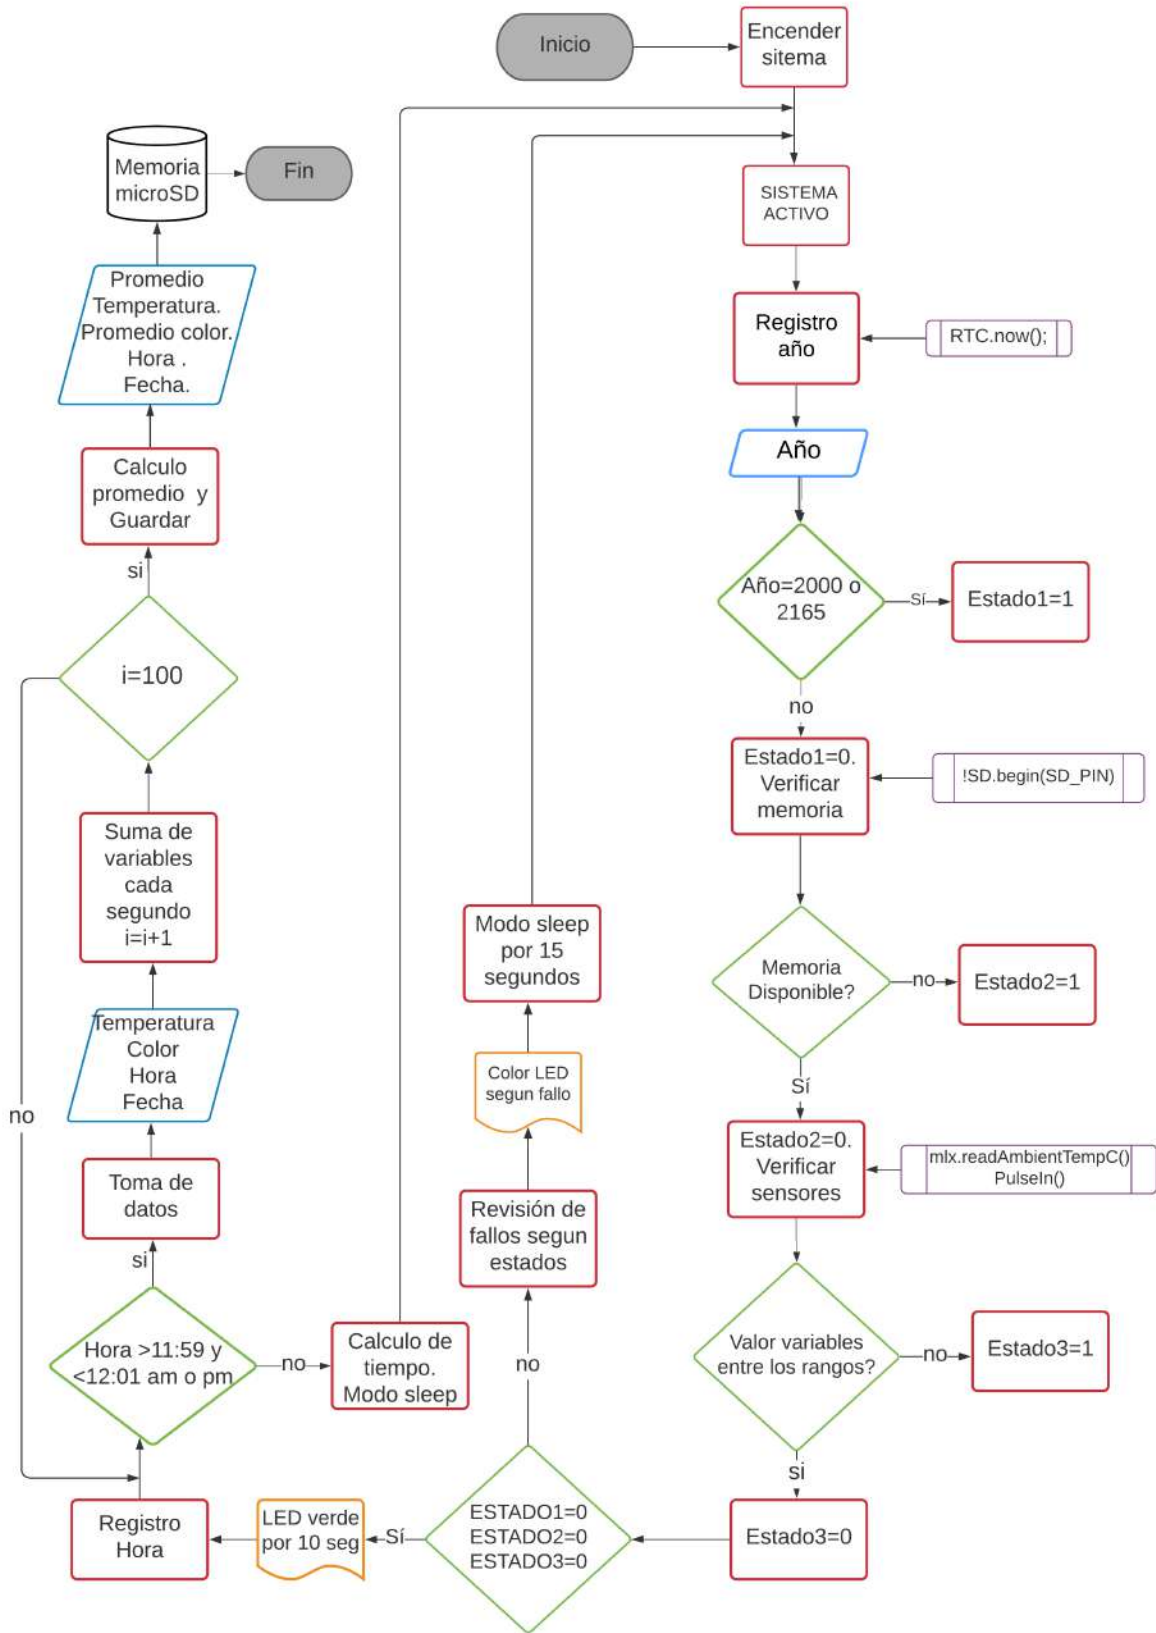 Inicio
Encender
sitema
SISTEMA
ACTIVO
Registro
año
RTC.now();
Año
Año=2000 o
2165
Sí
Estado1=1
no
Estado1=0.
Verificar
memoria
!SD.begin(SD_PIN)
Memoria
Disponible?
no
Estado2=1
Sí
Estado2=0.
Verificar
sensores
mlx.readAmbientTempC()
PulseIn()
Valor variables
entre los rangos?
no
Estado3=1
si
Estado3=0
ESTADO1=0
ESTADO2=0
ESTADO3=0
no
Revisión de
fallos segun
estados
Color LED
segun fallo
Modo sleep
por 15
segundos
Sí
LED verde
por 10 seg
Registro
Hora
Hora >11:59 y
<12:01 am o pm
no
Calculo de
tiempo.
Modo sleep
si
Toma de
datos
Temperatura
Color
Hora
Fecha
Suma de
variables
cada
segundo
i=i+1
i=100
no
si
Calculo
promedio y
Guardar
Promedio
Temperatura.
Promedio color.
Hora .
Fecha.
Memoria
microSD
Fin